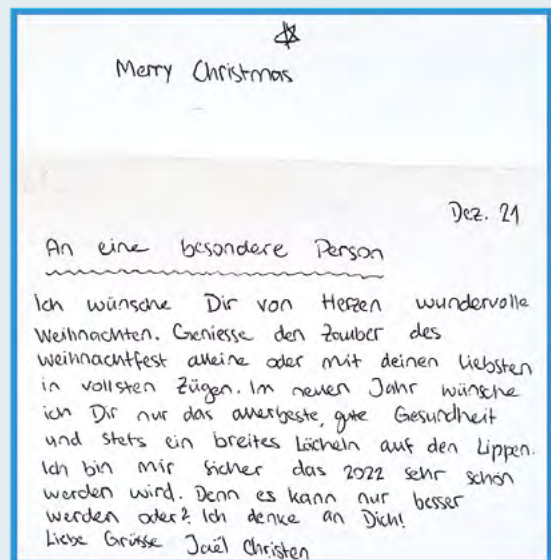 Merry Christmas
Dez. 21
An eine besondere Person
Ich wünsche Dir von Herzen wundervolle
Weihnachten. Geniesse den Zauber des
Weihnachtfest alleine oder mit deinen liebsten
in vollsten Zügen. Im neuen Jahr wünsche
ich Dir nur das allerbeste, gute Gesundheit
und stets ein breites Lächeln auf den Lippen.
Ich bin mir sicher das 2022 sehr schön
werden wird. Denn es kann nur besser
werden oder? Ich denke an Dich!
Liebe Grüsse Jaël Christen